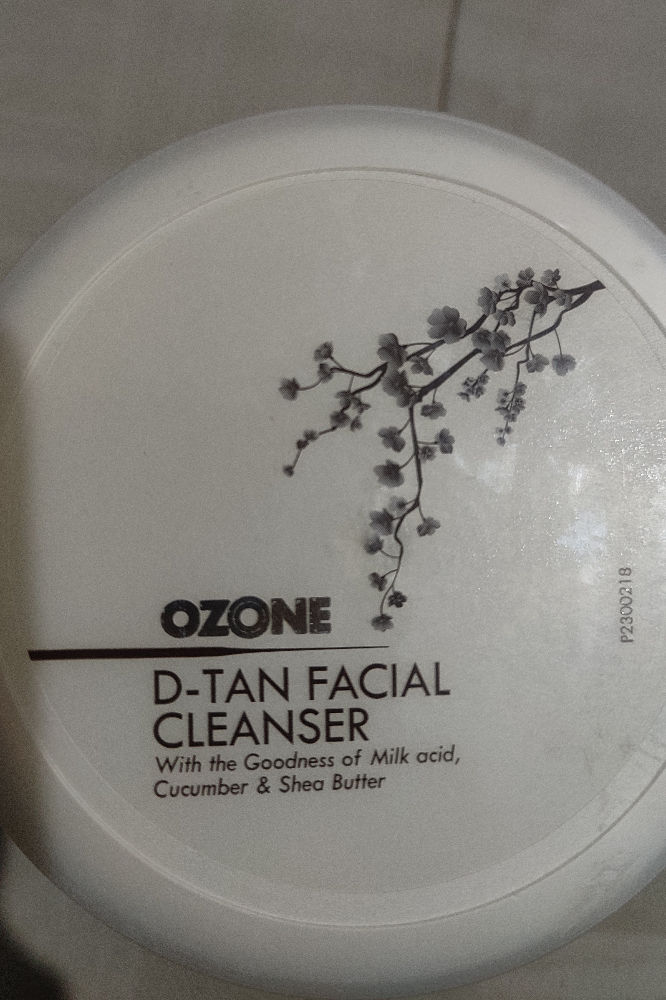 OZONE
D-TAN FACIAL
CLEANSER
With the Goodness of Milk acid,
Cucumber & Shea Butter
P2300218